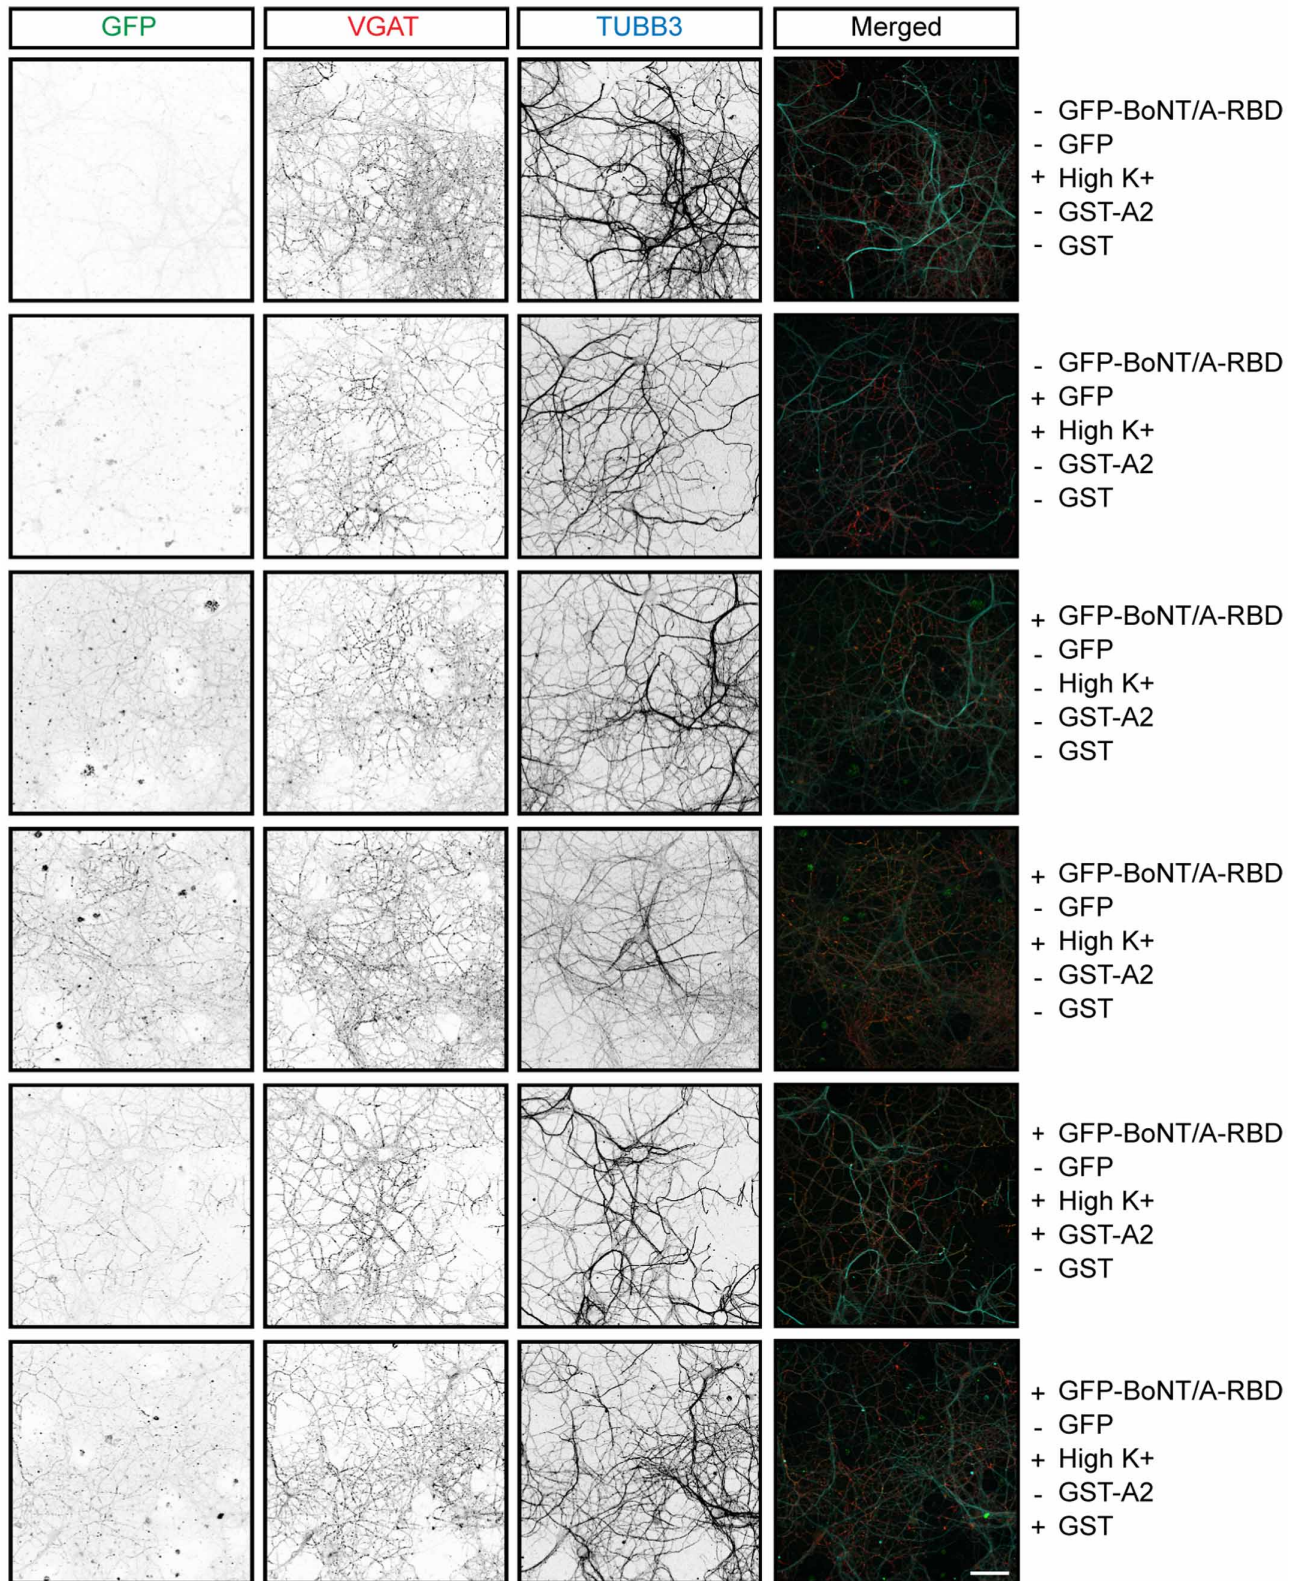 GFP VGAT TUBB3 Merged
- GFP-BoNT/A-RBD
- GFP
+ High K+
- GST-A2
- GST
- GFP-BoNT/A-RBD
+ GFP
+ High K+
- GST-A2
- GST
+ GFP-BoNT/A-RBD
- GFP
- High K+
- GST-A2
- GST
+ GFP-BoNT/A-RBD
- GFP
+ High K+
- GST-A2
- GST
+ GFP-BoNT/A-RBD
- GFP
+ High K+
+ GST-A2
- GST
+ GFP-BoNT/A-RBD
- GFP
+ High K+
- GST-A2
+ GST